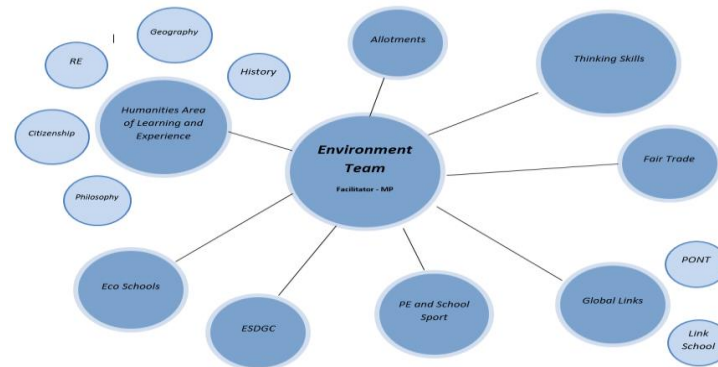 Geography
RE
History
Humanities Area
of Learning and
Experience
Citizenship
Philosophy
Allotments
Thinking Skills
Environment
Team
Facilitator - MP
Fair Trade
Eco Schools
ESDGC
PE and School
Sport
Global Links
PONT
Link
School